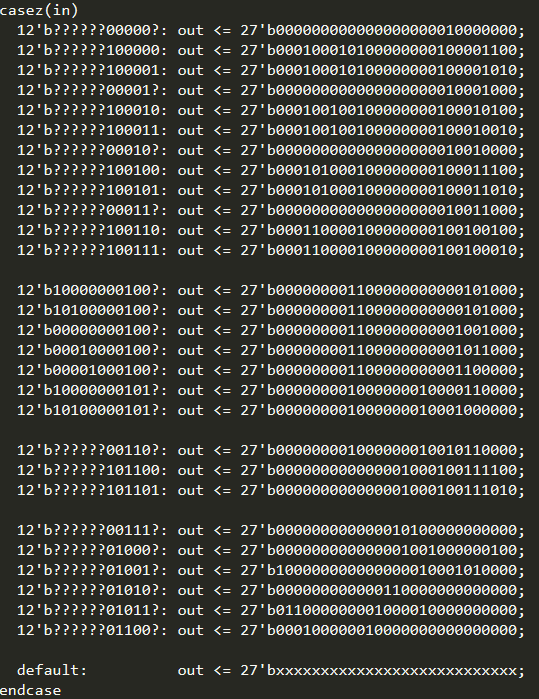 casez(in)
12'b??????00000?: out <= 27'b000000000000000000010000000;
12'b??????100000: out <= 27'b000100010100000000100001100;
12'b??????100001: out <= 27'b000100010100000000100001010;
12'b??????00001?: out <= 27'b000000000000000000010001000;
12'b??????100010: out <= 27'b000100100100000000100010100;
12'b??????100011: out <= 27'b000100100100000000100010010;
12'b??????00010?: out <= 27'b000000000000000000010010000;
12'b??????100100: out <= 27'b000101000100000000100011100;
12'b??????100101: out <= 27'b000101000100000000100011010;
12'b??????00011?: out <= 27'b000000000000000000010011000;
12'b??????100110: out <= 27'b000110000100000000100100100;
12'b??????100111: out <= 27'b000110000100000000100100010;
12'b10000000100?: out <= 27'b000000001100000000000101000;
12'b10100000100?: out <= 27'b000000001100000000000101000;
12'b00000000100?: out <= 27'b000000001100000000001001000;
12'b00010000100?: out <= 27'b000000001100000000001011000;
12'b00001000100?: out <= 27'b000000001100000000001100000;
12'b10000000101?: out <= 27'b000000001000000010000110000;
12'b10100000101?: out <= 27'b000000001000000010001000000;
12'b??????00110?: out <= 27'b000000001000000010010110000;
12'b??????101100: out <= 27'b000000000000001000100111100;
12'b??????101101: out <= 27'b000000000000001000100111010;
12'b??????00111?: out <= 27'b000000000000010100000000000;
12'b??????01000?: out <= 27'b000000000000001001000000100;
12'b??????01001?: out <= 27'b100000000000000010001010000;
12'b??????01010?: out <= 27'b000000000000110000000000000;
12'b??????01011?: out <= 27'b011000000001000010000000000;
12'b??????01100?: out <= 27'b000100000010000000000000000;
default: out <= 27'bxxxxxxxxxxxxxxxxxxxxxxxxxxx;
endcase